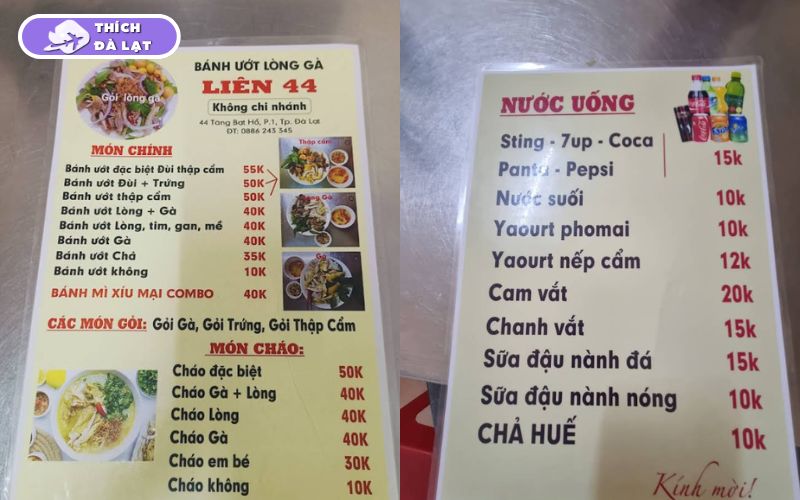 THÍCH
ĐÀ LẠT
BÁNH ƯỚT LÒNG GÀ
LIÊN 44
Không chi nhánh
44 Tăng Bạt Hổ, P.1, Tp. Đà Lạt
ĐT: 0886 243 345
Gỏi lòng gà
MÓN CHÍNH
Bánh ướt đặc biệt Đùi thập cẩm 55K
Bánh ướt Đùi + Trứng 50K
Bánh ướt thập cẩm 50K
Bánh ướt Lòng + Gà 40K
Bánh ướt Lòng, tim, gan, mề 40K
Bánh ướt Gà 40K
Bánh ướt Chả 35K
Bánh ướt không 10K
Thập cẩm
Lòng Gà
Gà
BÁNH MÌ XÍU MẠI COMBO 40K
CÁC MÓN GỎI: Gỏi Gà, Gỏi Trứng, Gỏi Thập Cẩm
MÓN CHÁO:
Cháo đặc biệt 50K
Cháo Gà + Lòng 40K
Cháo Lòng 40K
Cháo Gà 40K
Cháo em bé 30K
Cháo không 10K
NƯỚC UỐNG
Sting - 7up - Coca
Panta - Pepsi
15k
Nước suối 10k
Yaourt phomai 10k
Yaourt nếp cẩm 12k
Cam vắt 20k
Chanh vắt 15k
Sữa đậu nành đá 15k
Sữa đậu nành nóng 10k
CHẢ HUẾ 10k
Kính mời!